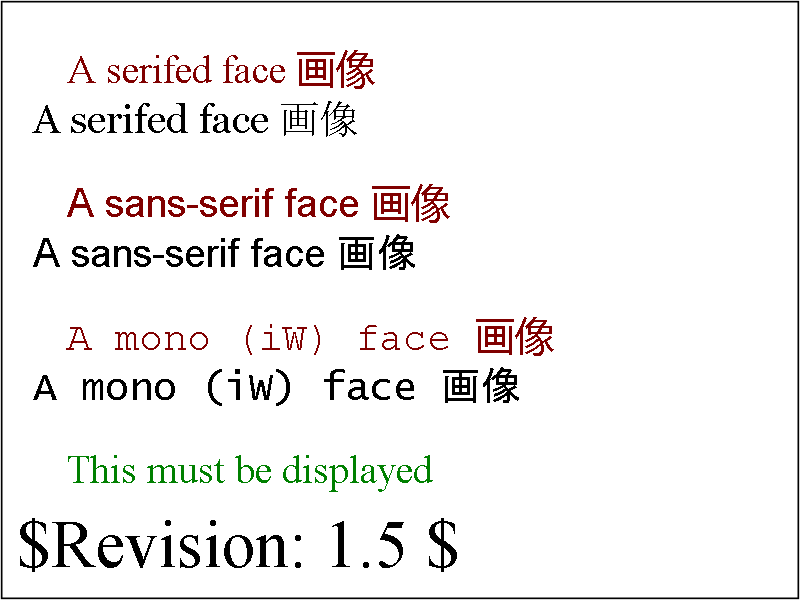 A serifed face 画像
A serifed face 画像
A sans-serif face 画像
A sans-serif face 画像
A mono (iW) face 画像
A mono (iW) face 画像
This must be displayed
$Revision: 1.5 $